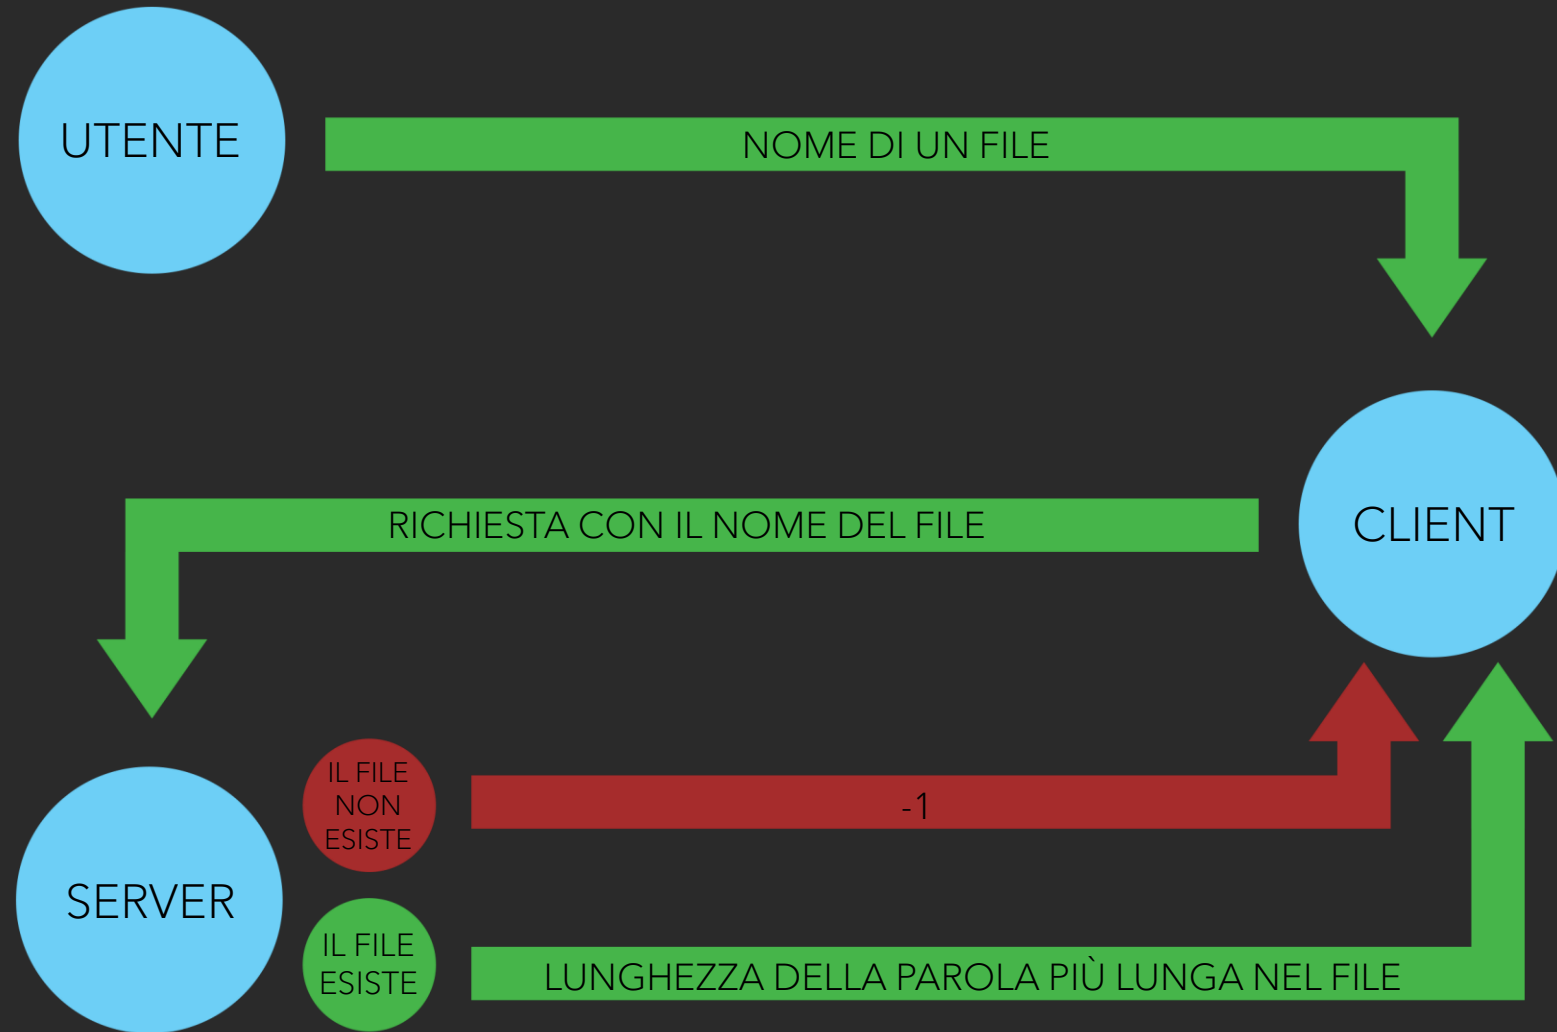 UTENTE
NOME DI UN FILE
RICHIESTA CON IL NOME DEL FILE
CLIENT
IL FILE
NON
ESISTE
-1
SERVER
IL FILE
ESISTE
LUNGHEZZA DELLA PAROLA PIÙ LUNGA NEL FILE